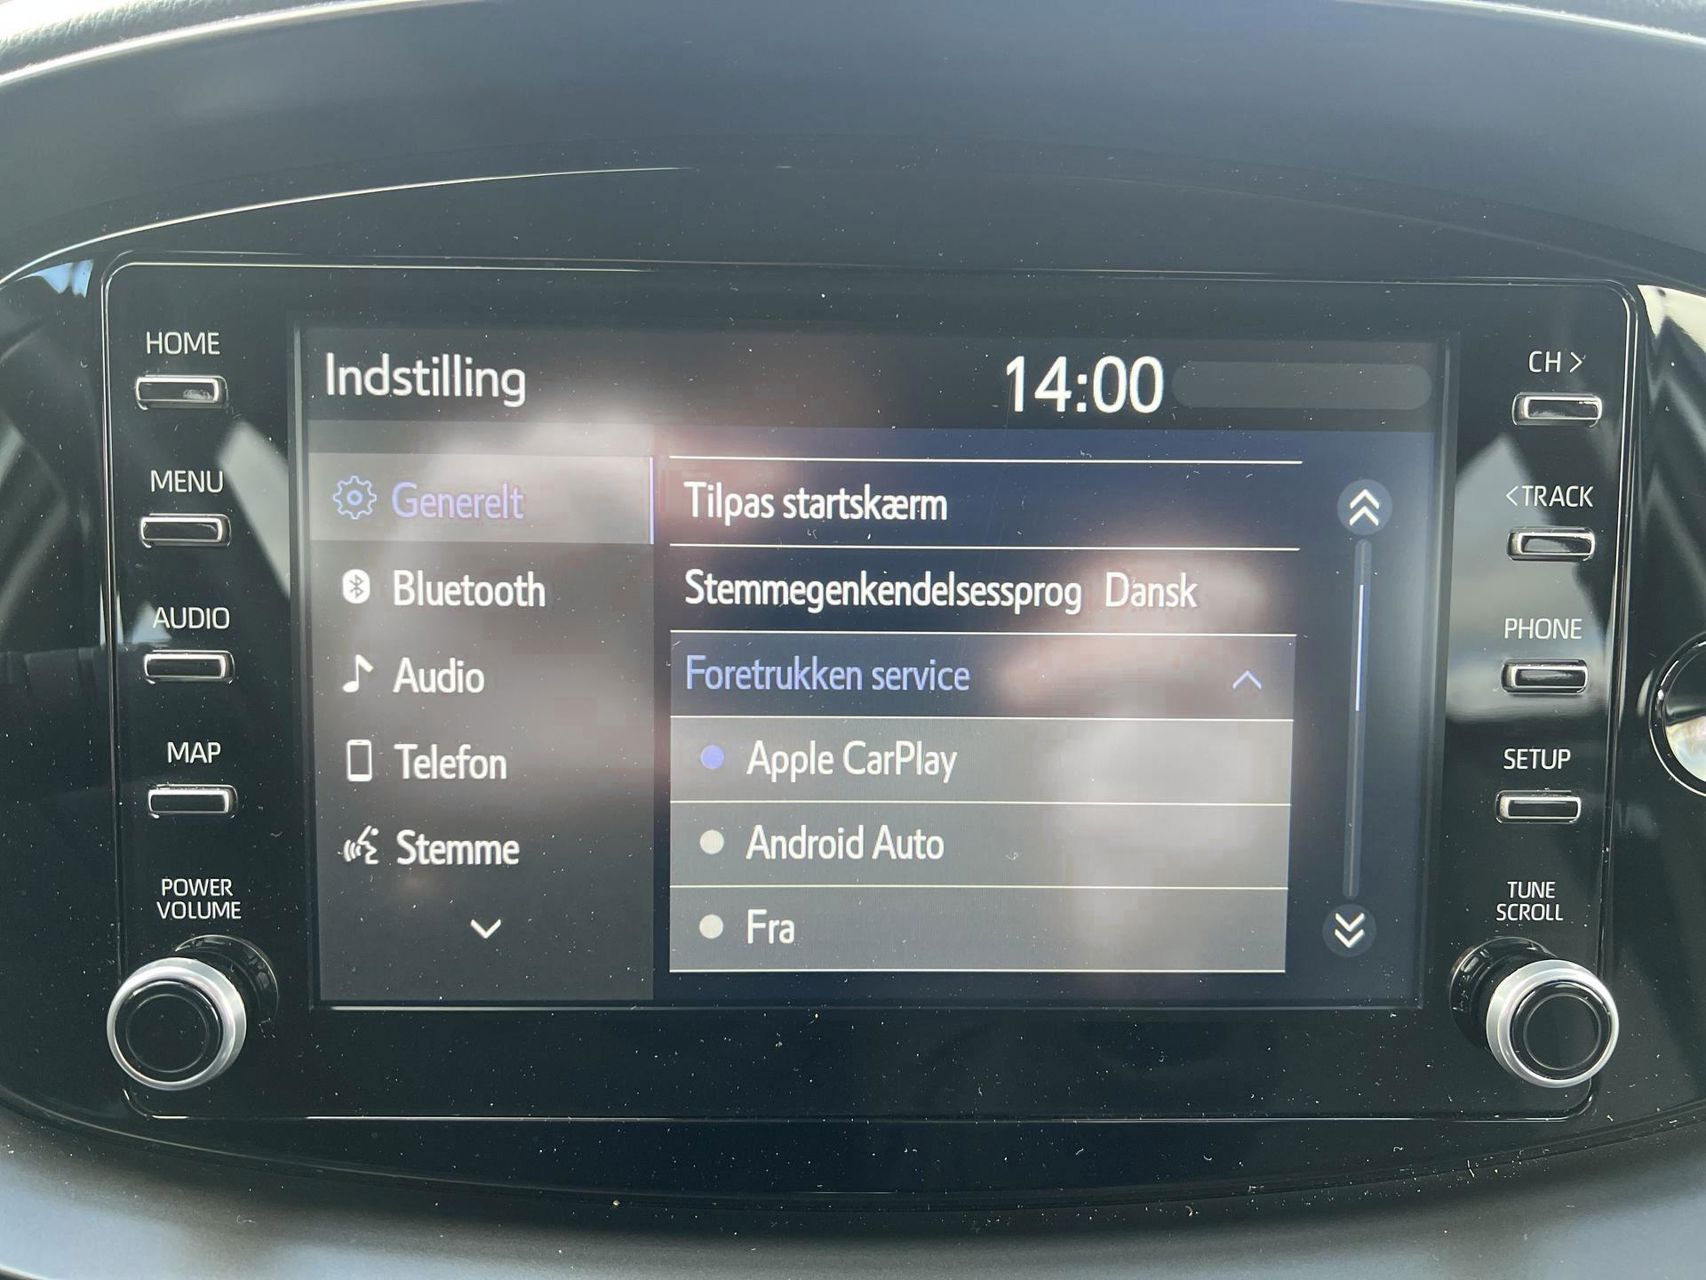 HOME
MENU
AUDIO
MAP
POWER
VOLUME
Indstilling
14:00
Generelt
Bluetooth
Audio
Telefon
Stemme
Tilpas startskærm
Stemmegenkendelsessprog Dansk
Foretrukken service
Apple CarPlay
Android Auto
Fra
CH >
< TRACK
PHONE
SETUP
TUNE
SCROLL